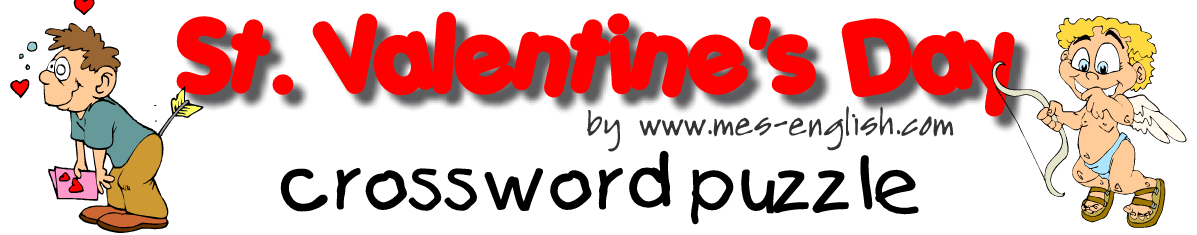 St. Valentine's Day
by www.mes-english.com
crossword puzzle